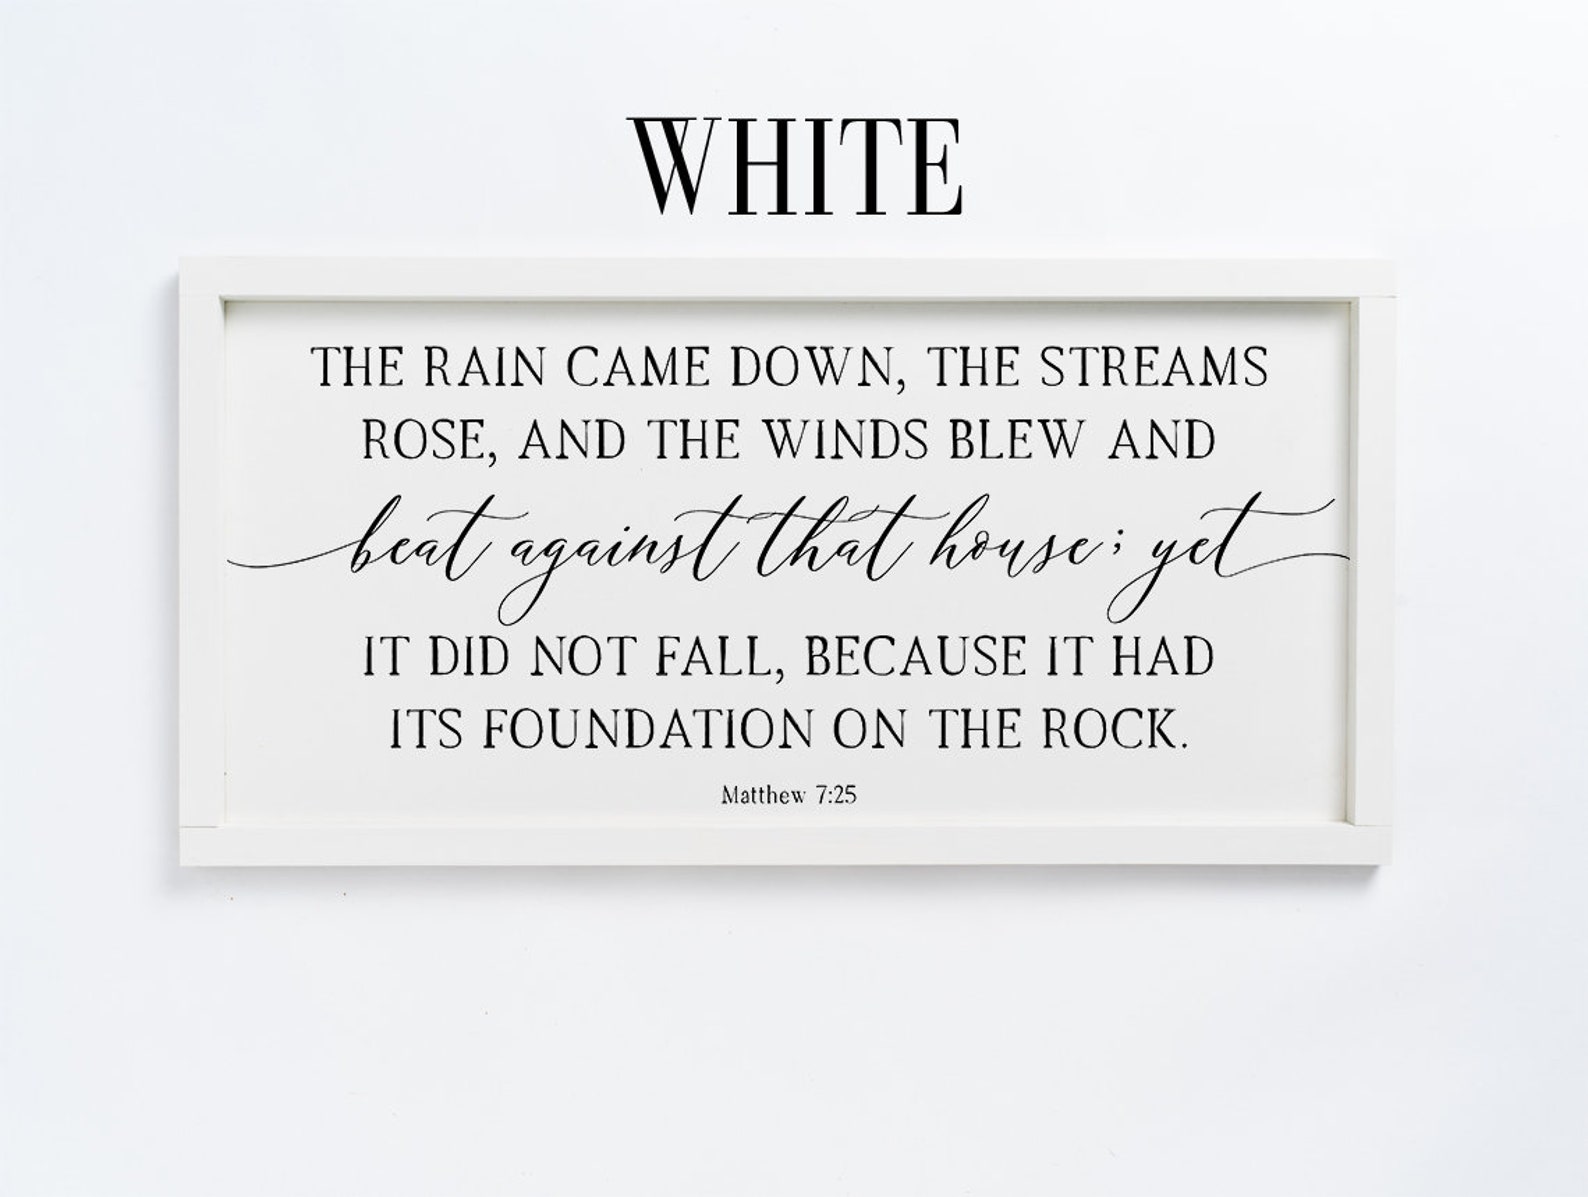 WHITE
THE RAIN CAME DOWN, THE STREAMS
ROSE, AND THE WINDS BLEW AND
beat against that house; yet
IT DID NOT FALL, BECAUSE IT HAD
ITS FOUNDATION ON THE ROCK.
Matthew 7:25